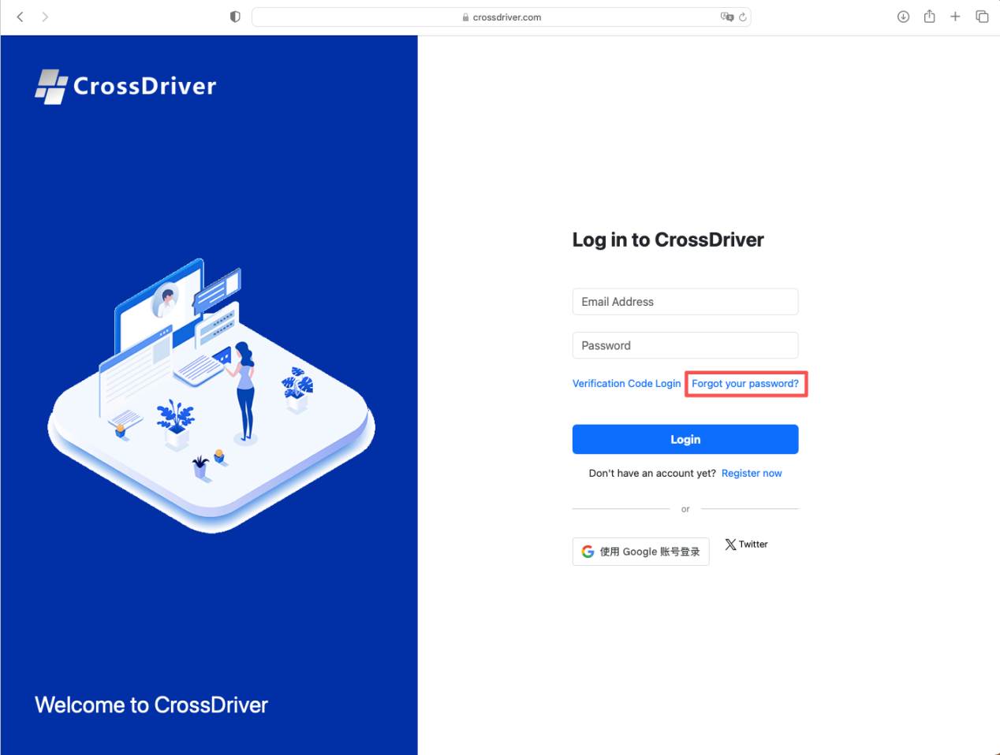 crossdriver.com
CrossDriver
Log in to CrossDriver
Email Address
Password
Verification Code Login Forgot your password?
Login
Don't have an account yet? Register now
or
使用 Google 账号登录 Twitter
Welcome to CrossDriver